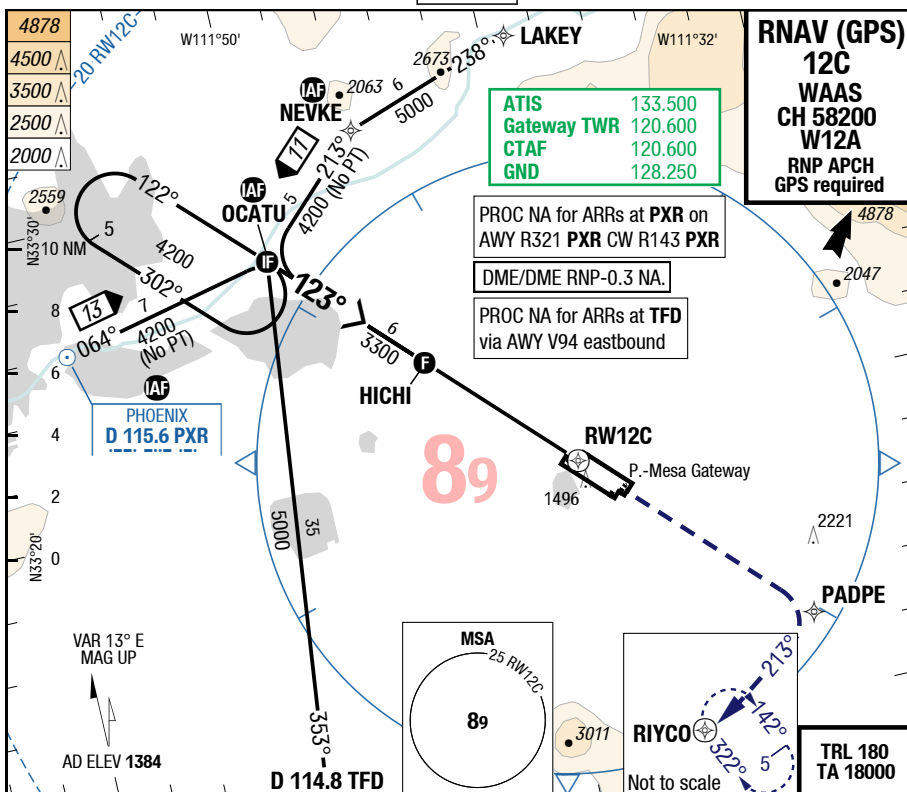 4878
4500
3500
2500
2000
20 RW12C
W111°50'
LAKEY
W111°32'
238°
2673
6
5000
2063
IAF
NEVKE
11
213°
4200 (No PT)
5
IAF
OCATU
RNAV (GPS)
12C
WAAS
CH 58200
W12A
RNP APCH
GPS required
ATIS 133.500
Gateway TWR 120.600
CTAF 120.600
GND 128.250
PROC NA for ARRs at PXR on
AWY R321 PXR CW R143 PXR
DME/DME RNP-0.3 NA.
PROC NA for ARRs at TFD
via AWY V94 eastbound
4878
2047
2559
N33°30'
10 NM
122°
5
4200
302°
IF
123°
13
7
064°
4200
(No PT)
IAF
6
3300
F
HICHI
8
6
4
2
0
PHOENIX
D 115.6 PXR
89
RW12C
P.-Mesa Gateway
1496
2221
N33°20'
35
5000
353°
D 114.8 TFD
PADPE
213°
VAR 13° E
MAG UP
AD ELEV 1384
MSA
25 RW12C
89
3011
RIYCO
142°
322°
5
Not to scale
TRL 180
TA 18000